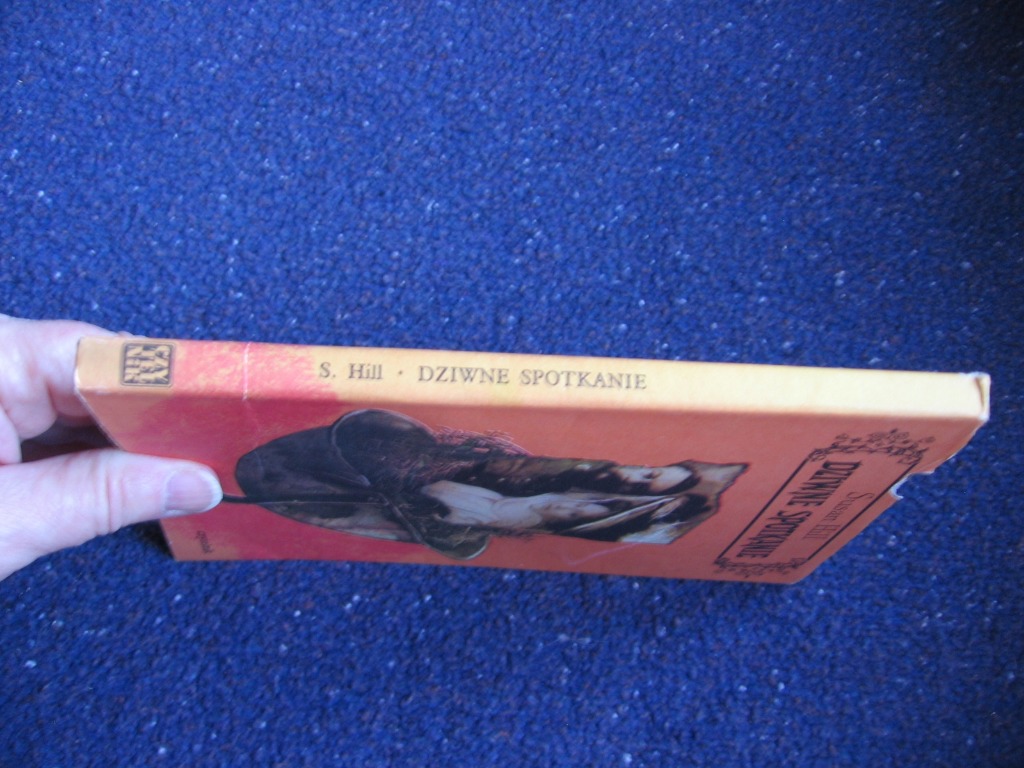 S. Hill · DZIWNE SPOTKANIE
Susan Hill
DZIWNE SPOTKANIE